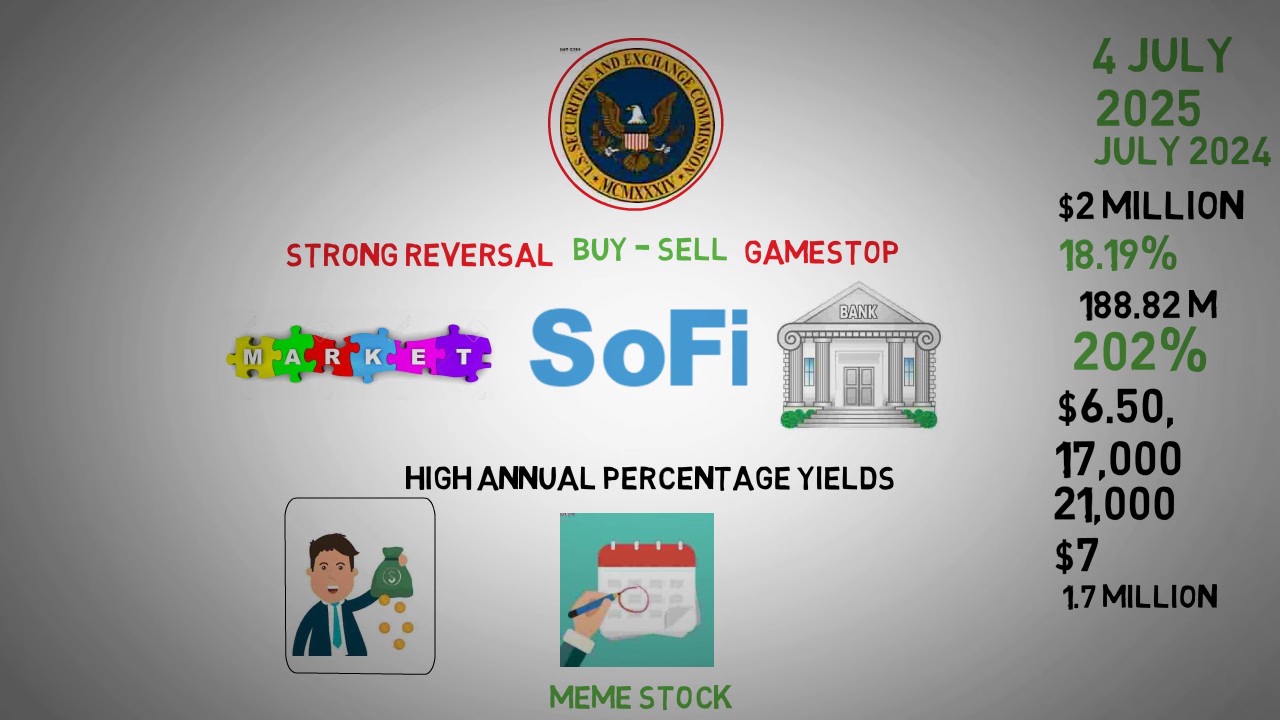 U.S. SECURITIES AND EXCHANGE COMMISSION
MCMXXXIV
STRONG REVERSAL
BUY - SELL
GAMESTOP
MARKET
SoFi
BANK
HIGH ANNUAL PERCENTAGE YIELDS
$
MEME STOCK
4 JULY
2025
JULY 2024
$2 MILLION
18.19%
188.82 M
202%
$6.50,
17,000
21,000
$7
1.7 MILLION